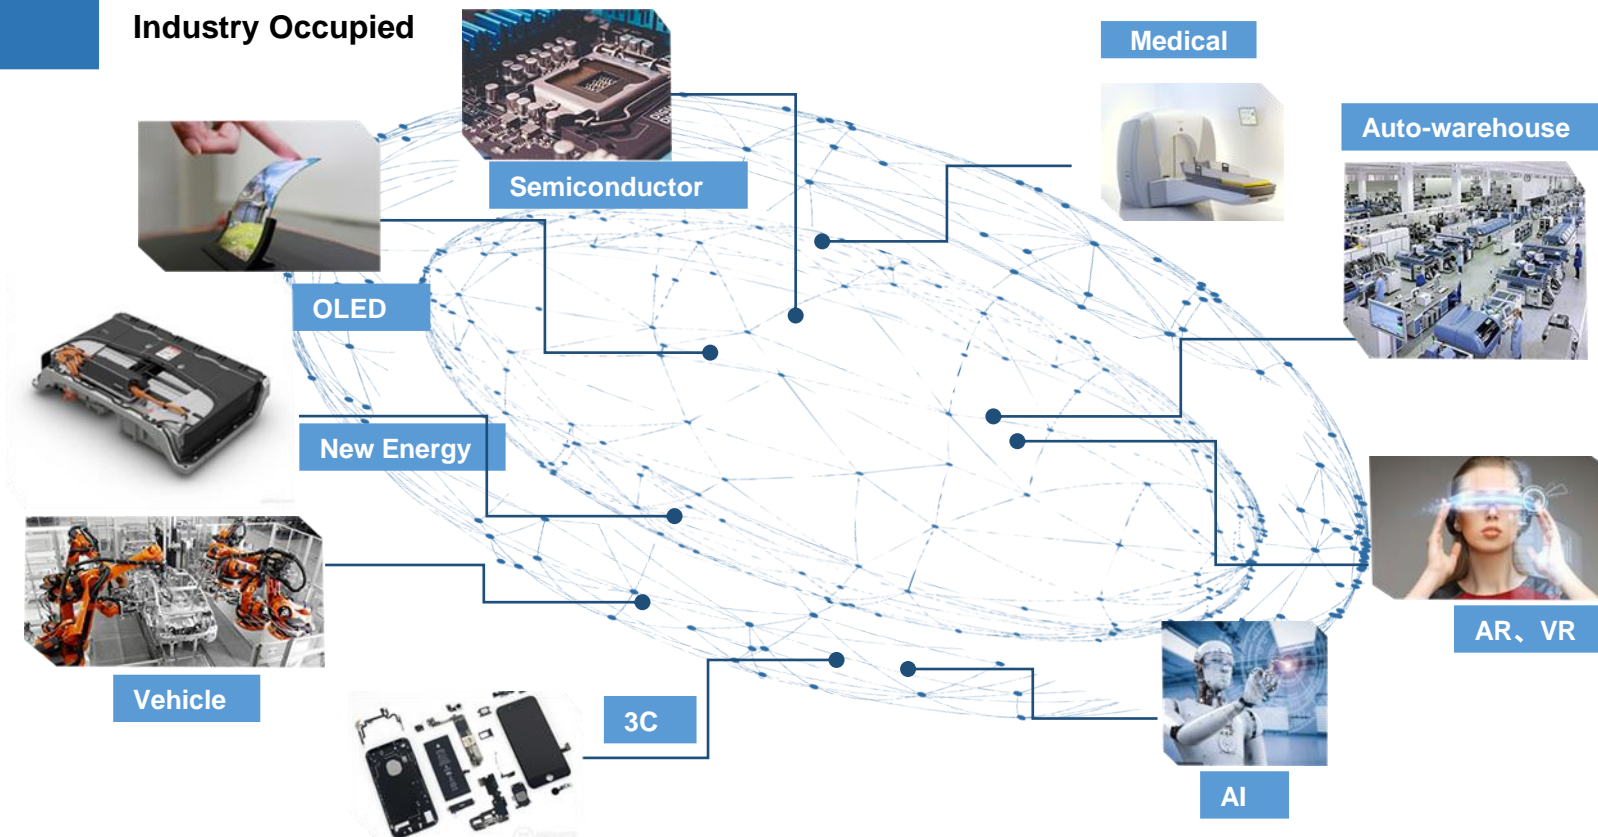 Industry Occupied
Medical
Auto-warehouse
Semiconductor
OLED
New Energy
AR、VR
Vehicle
3C
AI